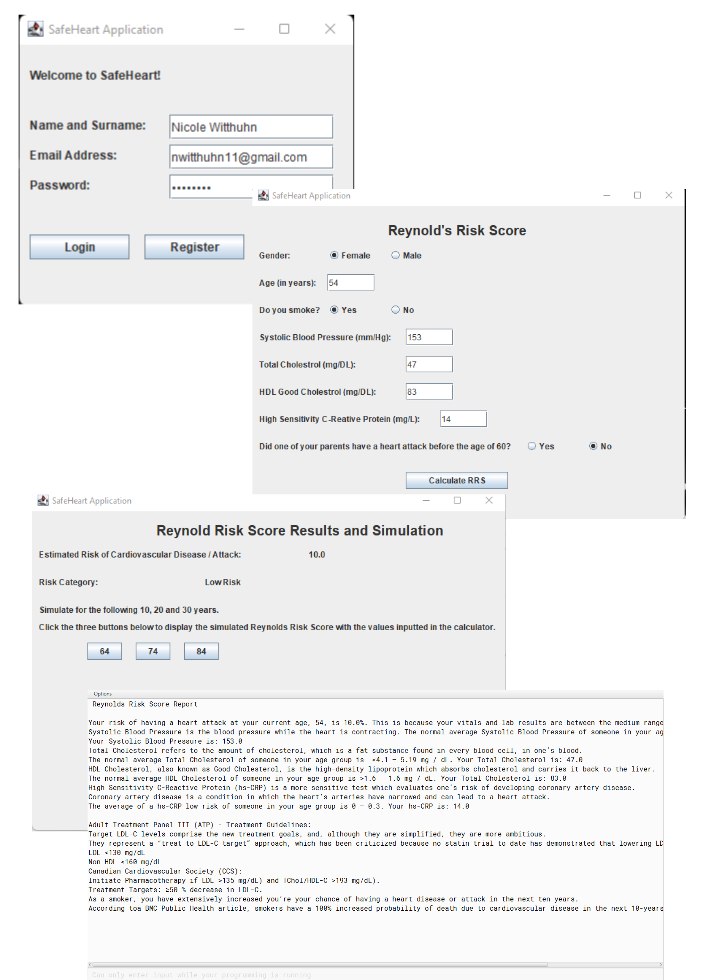 SafeHeart Application
Welcome to SafeHeart!
Name and Surname: Nicole Witthuhn
Email Address: nwitthuhn11@gmail.com
Password: ••••••••
Login Register
SafeHeart Application
Reynold's Risk Score
Gender: Female Male
Age (in years): 54
Do you smoke? Yes No
Systolic Blood Pressure (mm/Hg): 153
Total Cholestrol (mg/DL): 47
HDL Good Cholestrol (mg/DL): 83
High Sensitivity C-Reative Protein (mg/L): 14
Did one of your parents have a heart attack before the age of 60? Yes No
Calculate RRS
SafeHeart Application
Reynold Risk Score Results and Simulation
Estimated Risk of Cardiovascular Disease / Attack: 10.0
Risk Category: Low Risk
Simulate for the following 10, 20 and 30 years.
Click the three buttons below to display the simulated Reynolds Risk Score with the values inputted in the calculator.
64 74 84
Options
Reynolds Risk Score Report
Your risk of having a heart attack at your current age, 54, is 10.0%. This is because your vitals and lab results are between the medium range
Systolic Blood Pressure is the blood pressure while the heart is contracting. The normal average Systolic Blood Pressure of someone in your ag
Your Systolic Blood Pressure is: 153.0
Total Cholesterol refers to the amount of cholesterol, which is a fat substance found in every blood cell, in one's blood.
The normal average Total Cholesterol of someone in your age group is <4.1 - 5.19 mg / dL. Your Total Cholesterol is: 47.0
HDL Cholesterol, also known as Good Cholesterol, is the high density lipoprotein which absorbs cholesterol and carries it back to the liver.
The normal average HDL Cholesterol of someone in your age group is >1.6 - 1.6 mg / dL. Your Total Cholesterol is: 83.0
High Sensitivity C-Reactive Protein (hs-CRP) is a more sensitive test which evaluates one's risk of developing coronary artery disease.
Coronary artery disease is a condition in which the heart's arteries have narrowed and can lead to a heart attack.
The average of a hs-CRP low risk of someone in your age group is 0 - 0.3. Your hs-CRP is: 14.0
Adult Treatment Panel III (ATP) - Treatment Guidelines:
Target LDL-C levels comprise the new treatment goals, and, although they are simplified, they are more ambitious.
They represent a "treat to LDL-C target" approach, which has been criticized because no statin trial to date has demonstrated that lowering LD
LDL <130 mg/dL
Non HDL <160 mg/dL
Canadian Cardiovascular Society (CCS):
Initiate Pharmacotherapy if LDL >135 mg/dL) and TChol/HDL-C >193 mg/dL).
Treatment Targets: ≥50 % decrease in LDL-C.
As a smoker, you have extensively increased you're your chance of having a heart disease or attack in the next ten years.
According toa BMC Public Health article, smokers have a 100% increased probability of death due to cardiovascular disease in the next 10-years
Can only enter input while your programming is running